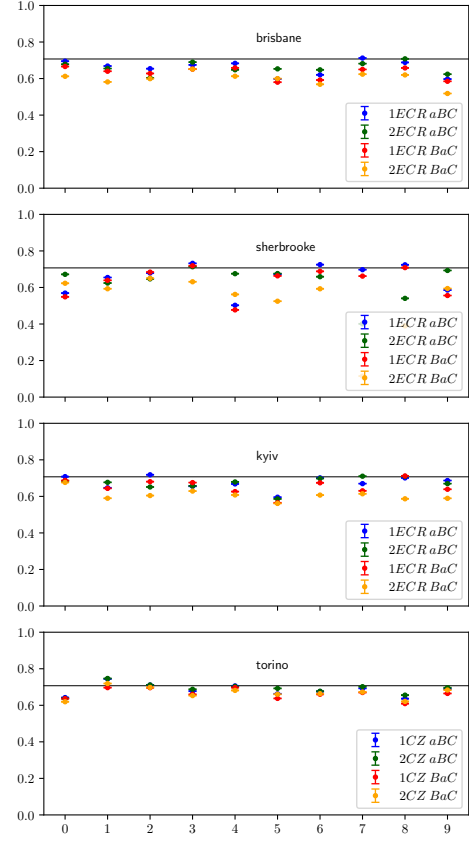 1.0
brisbane
0.8
0.6
0.4
0.2
0.0
1ECR aBC
2ECR aBC
1ECR BaC
2ECR BaC
1.0
sherbrooke
0.8
0.6
0.4
0.2
0.0
1ECR aBC
2ECR aBC
1ECR BaC
2ECR BaC
1.0
kyiv
0.8
0.6
0.4
0.2
0.0
1ECR aBC
2ECR aBC
1ECR BaC
2ECR BaC
1.0
torino
0.8
0.6
0.4
0.2
0.0
1CZ aBC
2CZ aBC
1CZ BaC
2CZ BaC
0 1 2 3 4 5 6 7 8 9